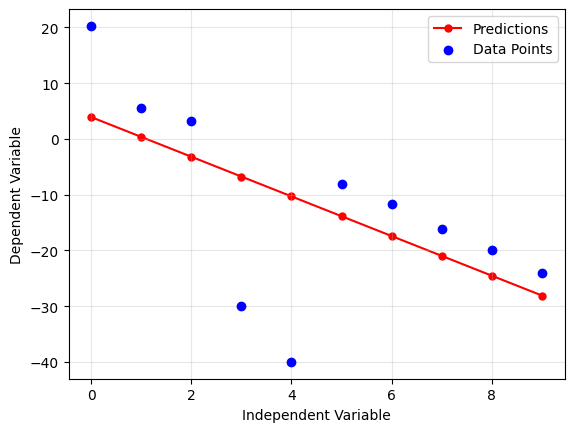 Predictions
Data Points
20
10
0
−10
−20
−30
−40
Dependent Variable
0 2 4 6 8
Independent Variable